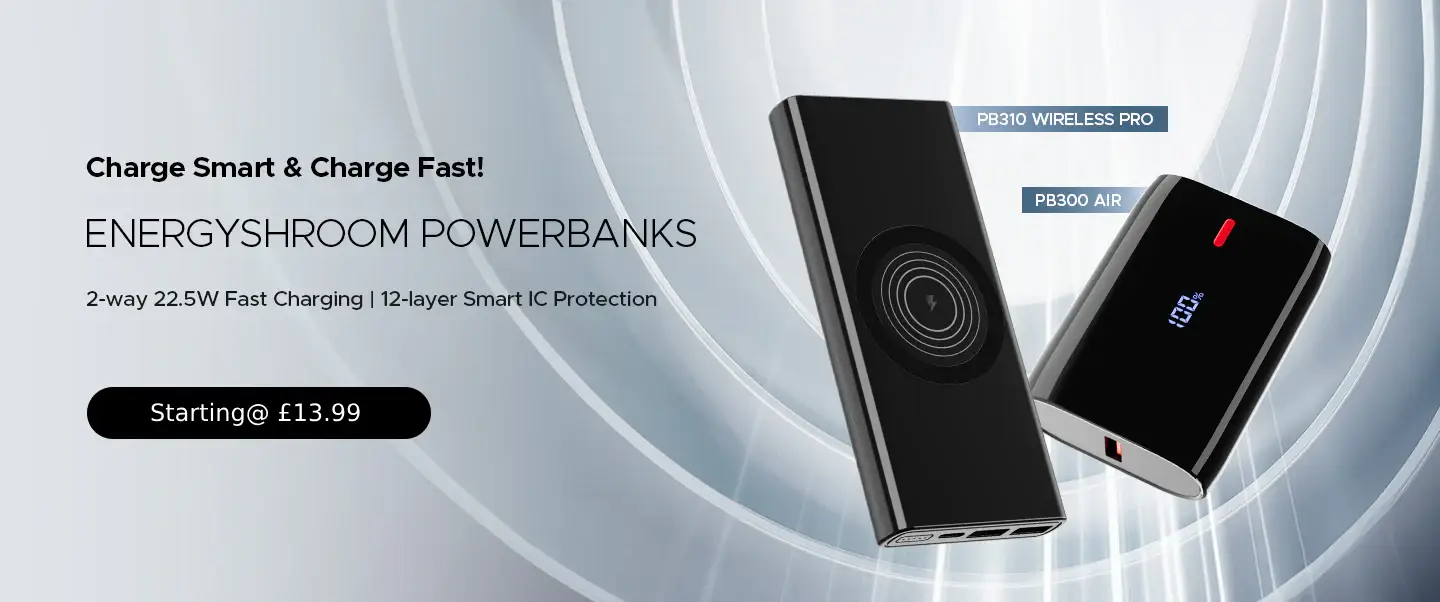 Charge Smart & Charge Fast!
ENERGYSHROOM POWERBANKS
2-way 22.5W Fast Charging | 12-layer Smart IC Protection
Starting@ £13.99
PB310 WIRELESS PRO
PB300 AIR
100%